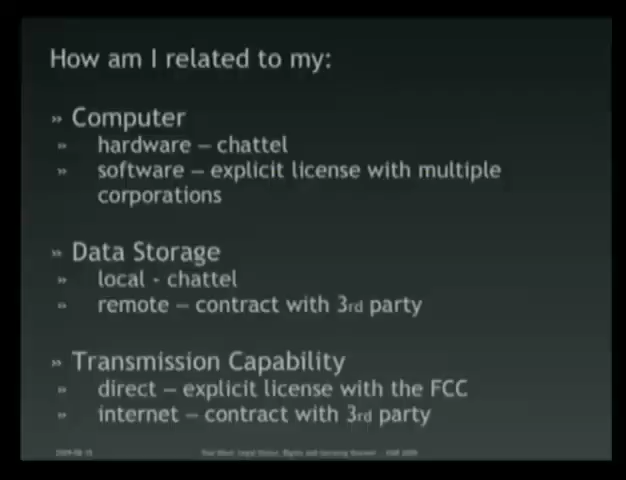 How am I related to my:
» Computer
» hardware – chattel
» software – explicit license with multiple
corporations
» Data Storage
» local - chattel
» remote – contract with 3rd party
» Transmission Capability
» direct – explicit license with the FCC
» internet – contract with 3rd party